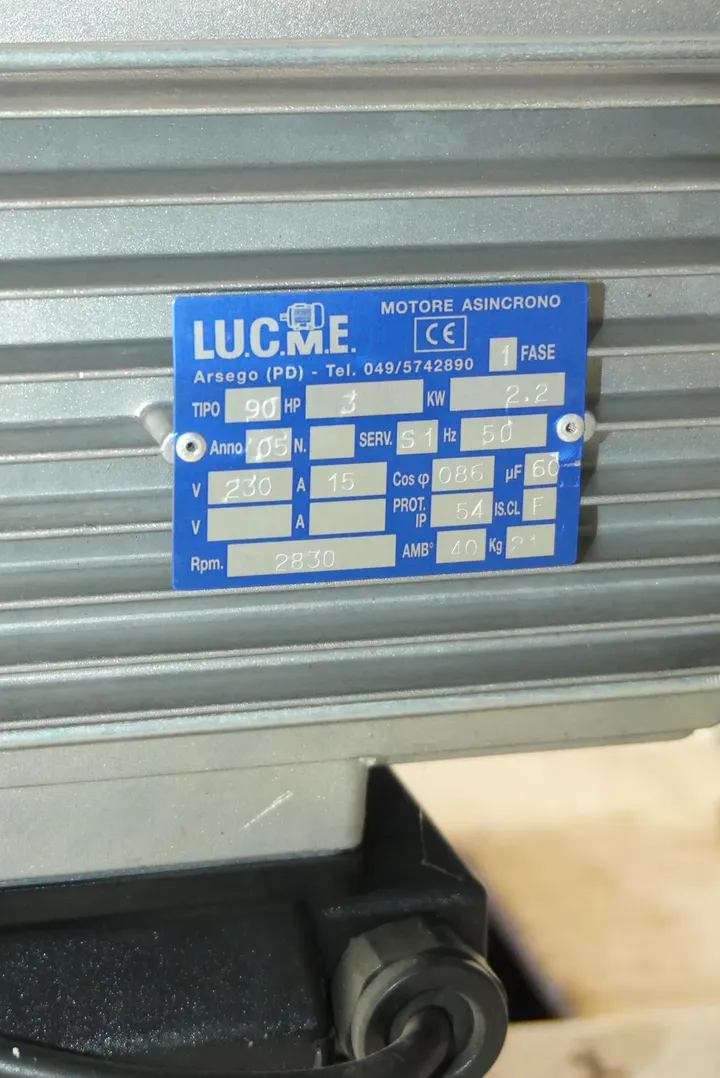 L.U.C.M.E. MOTORE ASINCRONO
CE
Arsego (PD) - Tel. 049/5742890 1 FASE
TIPO 90 HP 3 KW 2.2
Anno '05 N. SERV. S1 Hz 50
V 230 A 15 Cos φ 086 µF 60
V A PROT. IP 54 IS.CL F
Rpm. 2830 AMB° 40 Kg